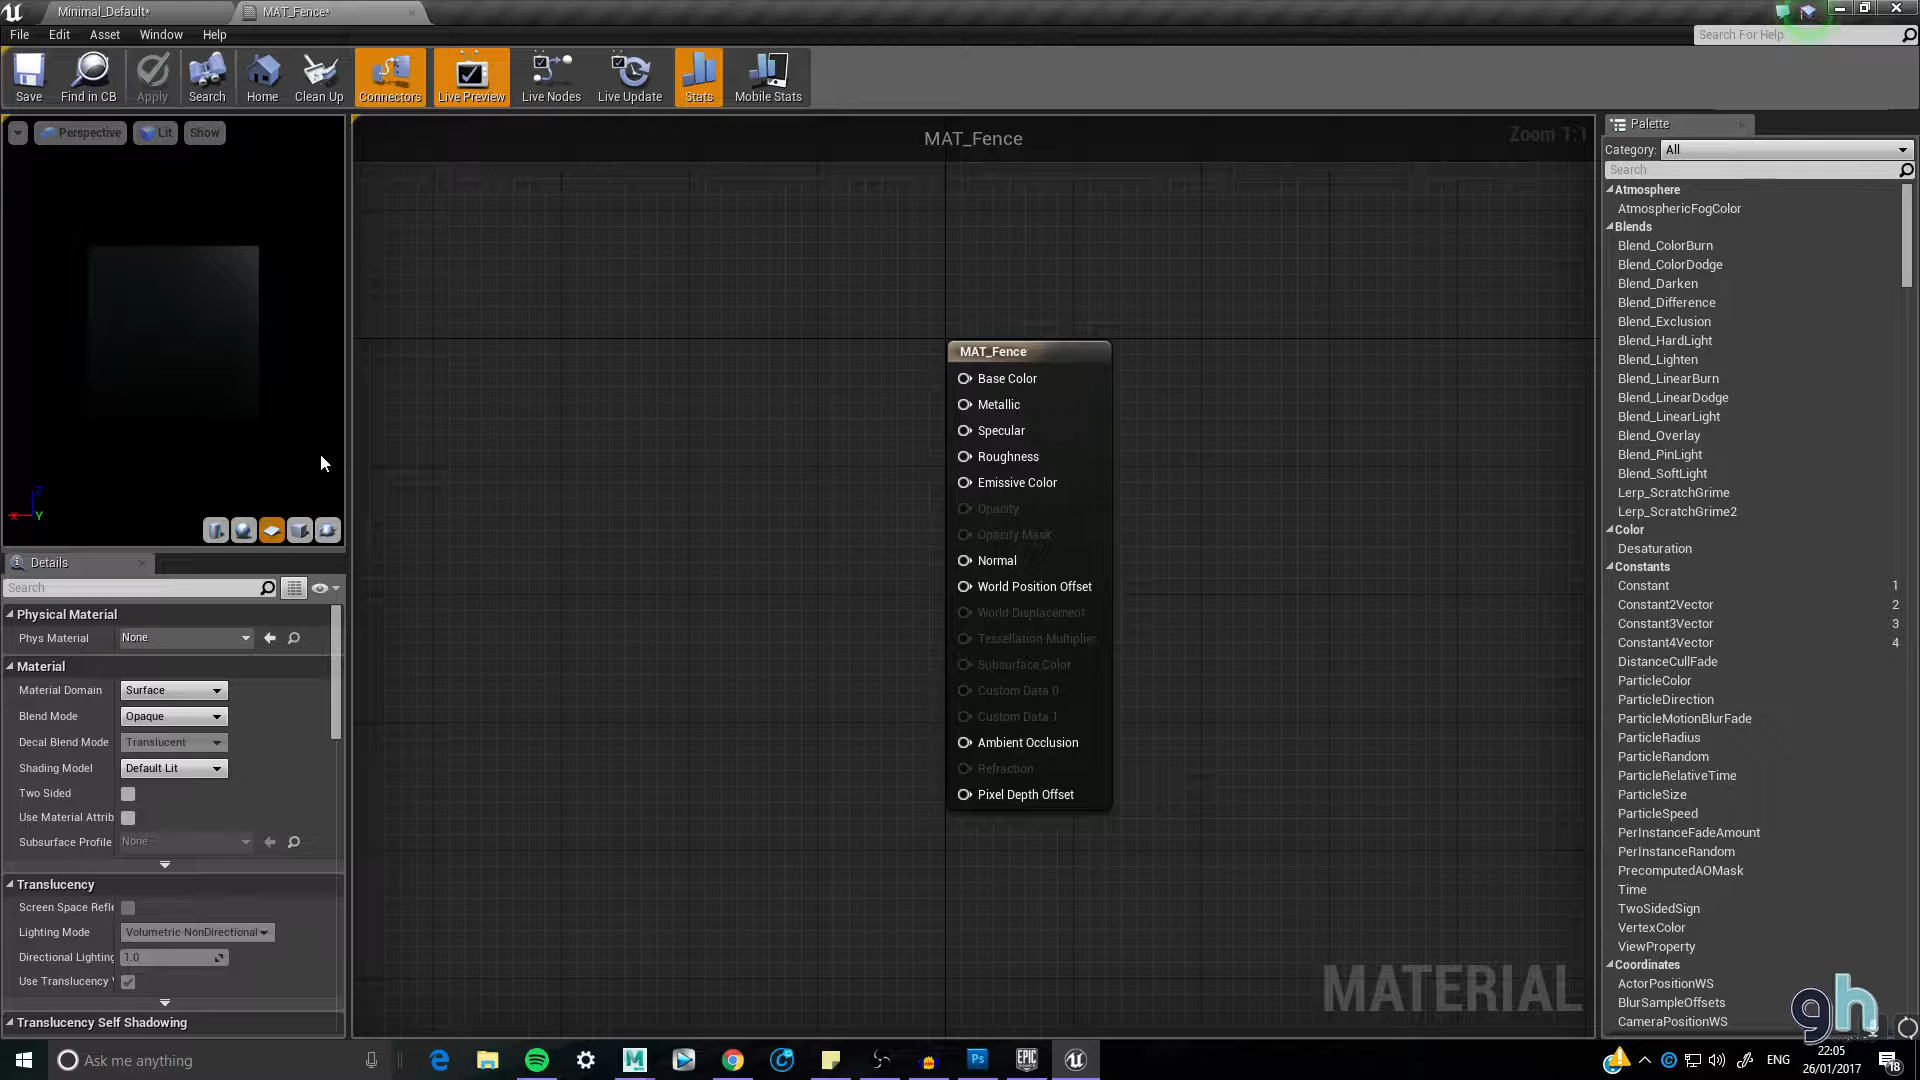 Minimal_Default*
MAT_Fence*
File Edit Asset Window Help
Search For Help
Save
Find in CB
Apply
Search
Home
Clean Up
Connectors
Live Preview
Live Nodes
Live Update
Stats
Mobile Stats
Perspective
Lit
Show
MAT_Fence
Zoom 1:1
Z
X
Y
MAT_Fence
Base Color
Metallic
Specular
Roughness
Emissive Color
Opacity
Opacity Mask
Normal
World Position Offset
World Displacement
Tessellation Multiplier
Subsurface Color
Custom Data 0
Custom Data 1
Ambient Occlusion
Refraction
Pixel Depth Offset
MATERIAL
Details
Search
Physical Material
Phys Material None
Material
Material Domain Surface
Blend Mode Opaque
Decal Blend Mode Translucent
Shading Model Default Lit
Two Sided
Use Material Attrib
Subsurface Profile None
Translucency
Screen Space Refle
Lighting Mode Volumetric NonDirectional
Directional Lighting 1.0
Use Translucency
Translucency Self Shadowing
Palette
Category: All
Search
Atmosphere
AtmosphericFogColor
Blends
Blend_ColorBurn
Blend_ColorDodge
Blend_Darken
Blend_Difference
Blend_Exclusion
Blend_HardLight
Blend_Lighten
Blend_LinearBurn
Blend_LinearDodge
Blend_LinearLight
Blend_Overlay
Blend_PinLight
Blend_SoftLight
Lerp_ScratchGrime
Lerp_ScratchGrime2
Color
Desaturation
Constants
Constant 1
Constant2Vector 2
Constant3Vector 3
Constant4Vector 4
DistanceCullFade
ParticleColor
ParticleDirection
ParticleMotionBlurFade
ParticleRadius
ParticleRandom
ParticleRelativeTime
ParticleSize
ParticleSpeed
PerInstanceFadeAmount
PerInstanceRandom
PrecomputedAOMask
Time
TwoSidedSign
VertexColor
ViewProperty
Coordinates
ActorPositionWS
BlurSampleOffsets
CameraPositionWS
gh
Ask me anything
M
Ps
EPIC
GAMES
ENG
22:05
26/01/2017
18